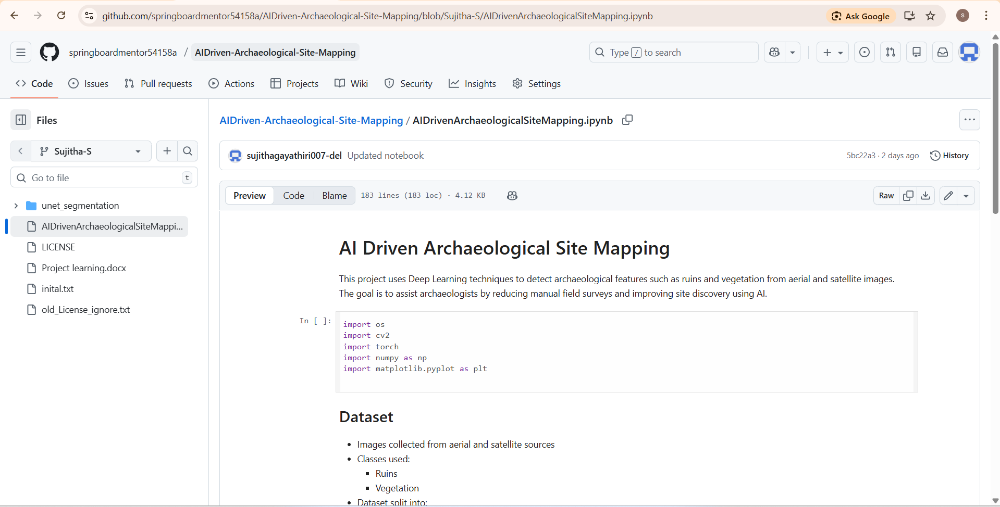 github.com/springboardmentor54158a/AIDriven-Archaeological-Site-Mapping/blob/Sujitha-S/AIDrivenArchaeologicalSiteMapping.ipynb
Ask Google
S
springboardmentor54158a / AIDriven-Archaeological-Site-Mapping
Type / to search
Code
Issues
Pull requests
Actions
Projects
Wiki
Security
Insights
Settings
Files
AIDriven-Archaeological-Site-Mapping / AIDrivenArchaeologicalSiteMapping.ipynb
Sujitha-S
sujithagayathiri007-del Updated notebook
5bc22a3 · 2 days ago
History
Go to file
t
Preview
Code
Blame
183 lines (183 loc) · 4.12 KB
Raw
unet_segmentation
AIDrivenArchaeologicalSiteMappi...
LICENSE
Project learning.docx
inital.txt
old_License_ignore.txt
AI Driven Archaeological Site Mapping
This project uses Deep Learning techniques to detect archaeological features such as ruins and vegetation from aerial and satellite images.
The goal is to assist archaeologists by reducing manual field surveys and improving site discovery using AI.
In [ ]:
import os
import cv2
import torch
import numpy as np
import matplotlib.pyplot as plt
Dataset
Images collected from aerial and satellite sources
Classes used:
Ruins
Vegetation
Dataset split into: